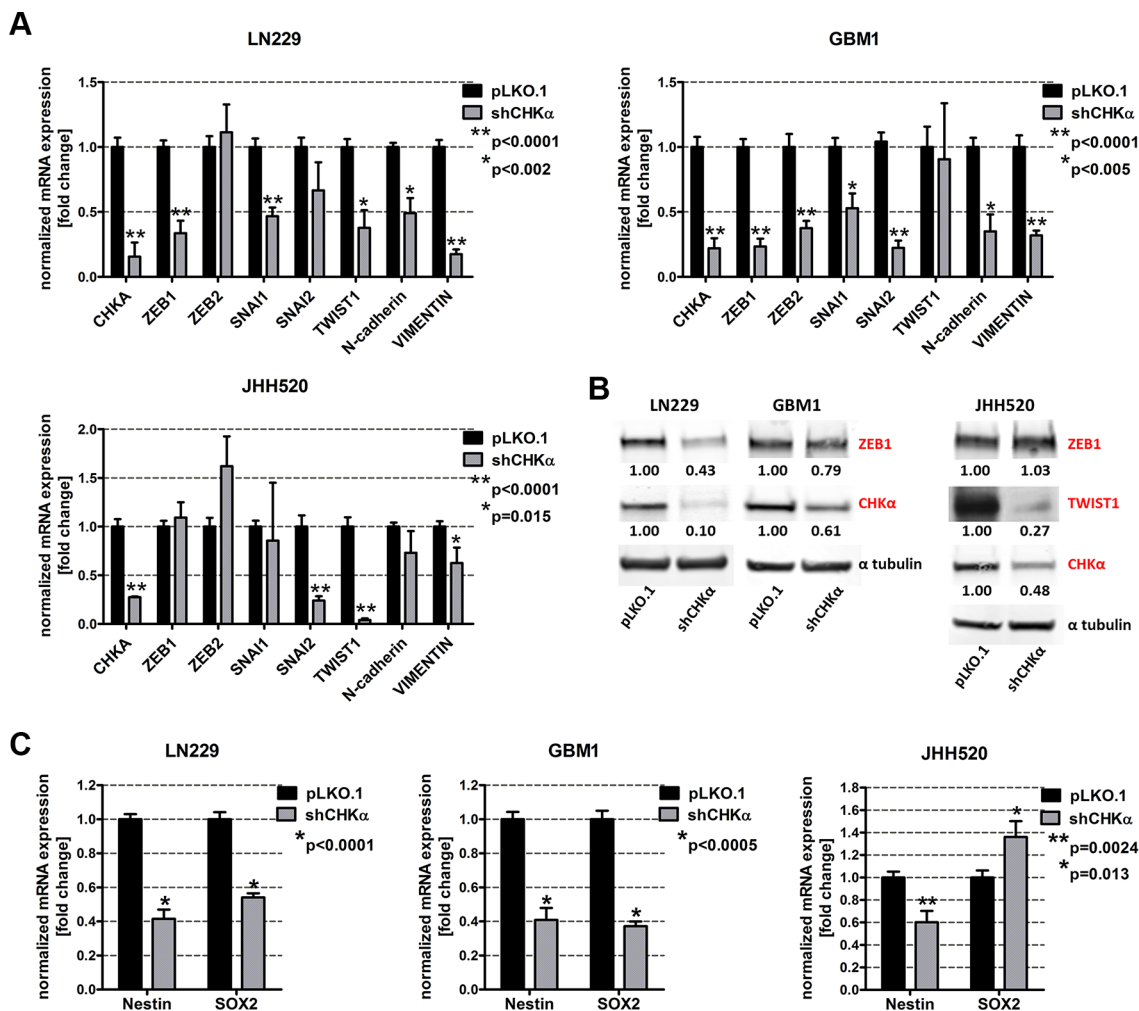 A
LN229
normalized mRNA expression
[fold change]
1.5
1.0
0.5
0.0
pLKO.1
shCHKα
** p<0.0001
* p<0.002
**
**
**
*
*
**
CHKA
ZEB1
ZEB2
SNAI1
SNAI2
TWIST1
N-cadherin
VIMENTIN
GBM1
normalized mRNA expression
[fold change]
1.5
1.0
0.5
0.0
pLKO.1
shCHKα
** p<0.0001
* p<0.005
**
**
**
*
**
*
**
CHKA
ZEB1
ZEB2
SNAI1
SNAI2
TWIST1
N-cadherin
VIMENTIN
JHH520
normalized mRNA expression
[fold change]
2.0
1.5
1.0
0.5
0.0
pLKO.1
shCHKα
** p<0.0001
* p=0.015
**
**
**
*
CHKA
ZEB1
ZEB2
SNAI1
SNAI2
TWIST1
N-cadherin
VIMENTIN
B
LN229 GBM1
ZEB1
1.00 0.43 1.00 0.79
CHKα
1.00 0.10 1.00 0.61
α tubulin
pLKO.1 shCHKα pLKO.1 shCHKα
JHH520
ZEB1
1.00 1.03
TWIST1
1.00 0.27
CHKα
1.00 0.48
α tubulin
pLKO.1 shCHKα
C
LN229
normalized mRNA expression
[fold change]
1.2
1.0
0.8
0.6
0.4
0.2
0.0
pLKO.1
shCHKα
* p<0.0001
*
*
Nestin SOX2
GBM1
normalized mRNA expression
[fold change]
1.2
1.0
0.8
0.6
0.4
0.2
0.0
pLKO.1
shCHKα
* p<0.0005
*
*
Nestin SOX2
JHH520
normalized mRNA expression
[fold change]
1.8
1.6
1.4
1.2
1.0
0.8
0.6
0.4
0.2
0.0
pLKO.1
shCHKα
** p=0.0024
* p=0.013
**
*
Nestin SOX2